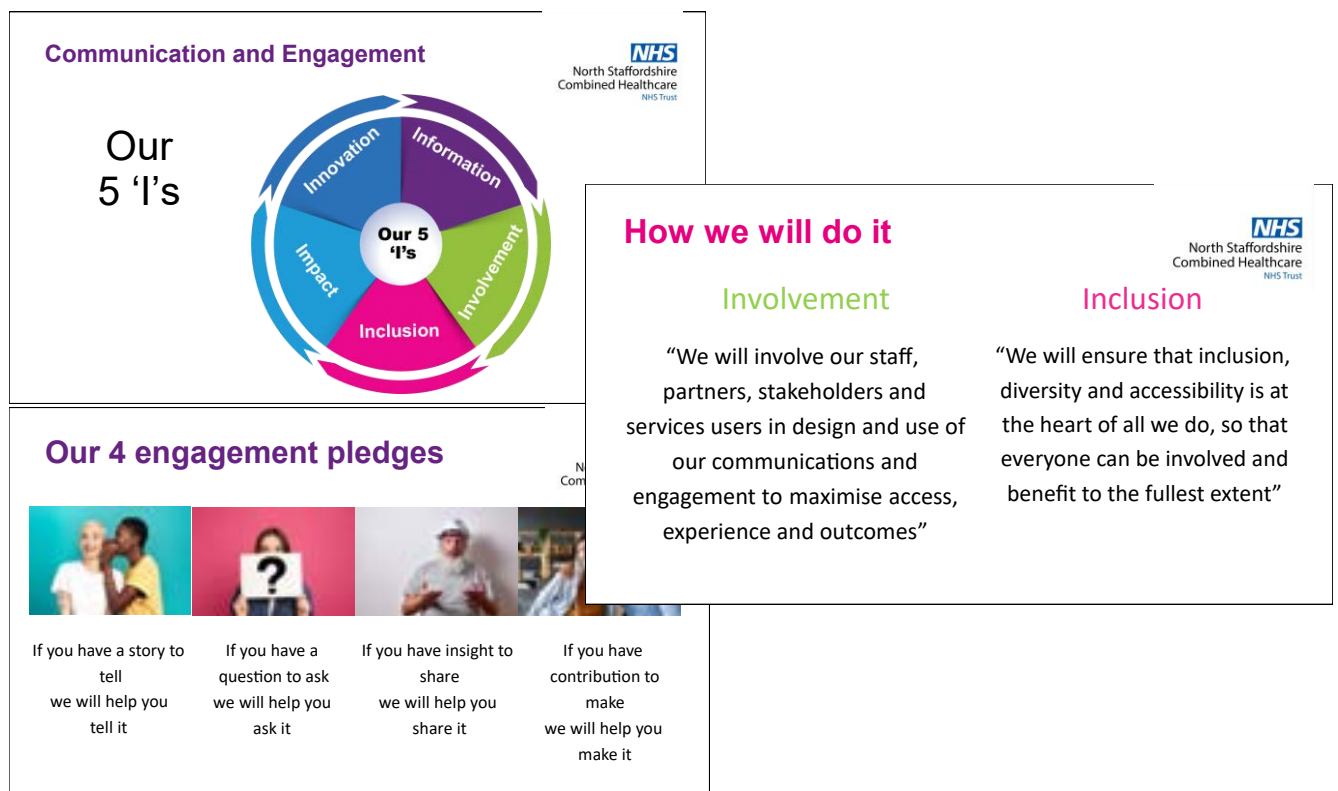 Communication and Engagement
NHS
North Staffordshire
Combined Healthcare
NHS Trust
Our
5 'I's
Innovation
Information
Involvement
Inclusion
Impact
Our 5
'I's
How we will do it
NHS
North Staffordshire
Combined Healthcare
NHS Trust
Involvement
“We will involve our staff,
partners, stakeholders and
services users in design and use of
our communications and
engagement to maximise access,
experience and outcomes”
Inclusion
“We will ensure that inclusion,
diversity and accessibility is at
the heart of all we do, so that
everyone can be involved and
benefit to the fullest extent”
Our 4 engagement pledges
N
Com
?
If you have a story to
tell
we will help you
tell it
If you have a
question to ask
we will help you
ask it
If you have insight to
share
we will help you
share it
If you have
contribution to
make
we will help you
make it